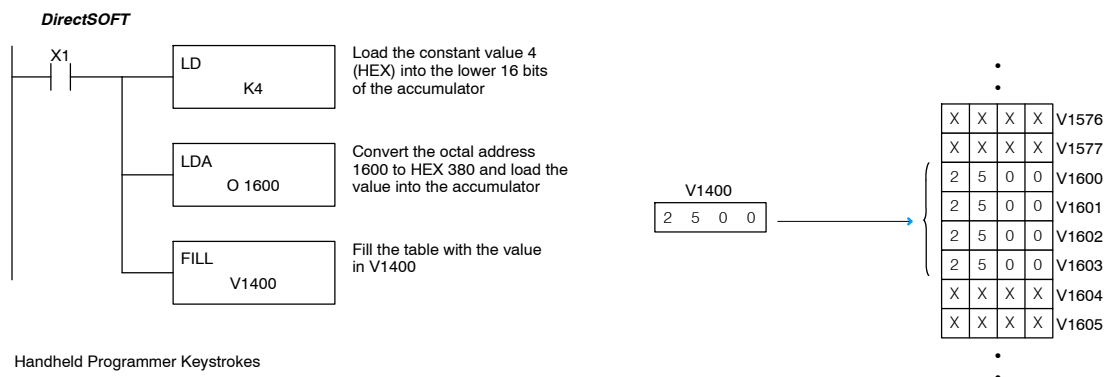 DirectSOFT
X1
LD
K4
Load the constant value 4
(HEX) into the lower 16 bits
of the accumulator
LDA
O 1600
Convert the octal address
1600 to HEX 380 and load the
value into the accumulator
FILL
V1400
Fill the table with the value
in V1400
Handheld Programmer Keystrokes
V1400
2 5 0 0
X X X X V1576
X X X X V1577
2 5 0 0 V1600
2 5 0 0 V1601
2 5 0 0 V1602
2 5 0 0 V1603
X X X X V1604
X X X X V1605